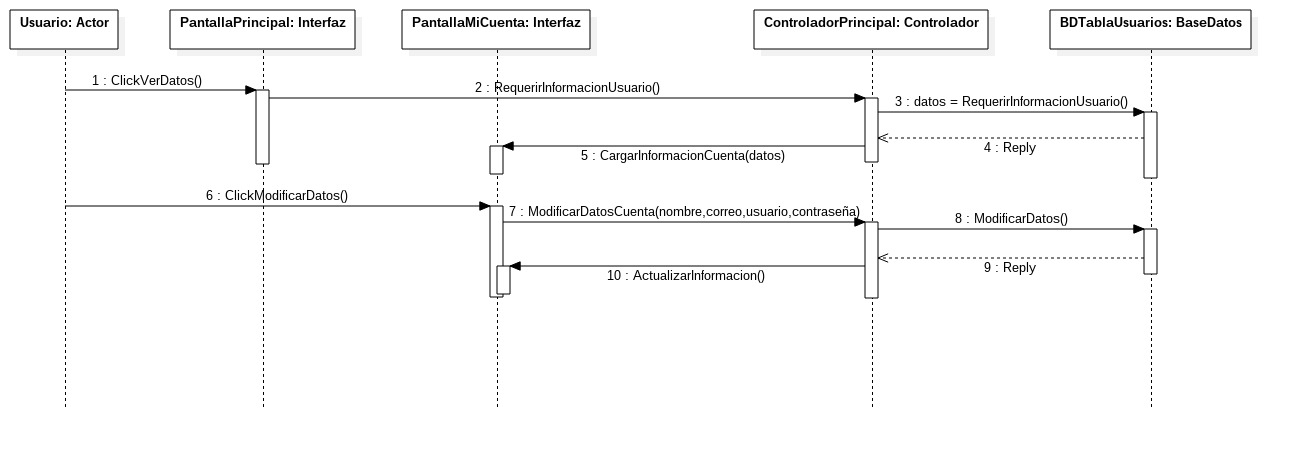 Usuario: Actor
PantallaPrincipal: Interfaz
PantallaMiCuenta: Interfaz
ControladorPrincipal: Controlador
BDTablaUsuarios: BaseDatos
1 : ClickVerDatos()
2 : RequerirInformacionUsuario()
3 : datos = RequerirInformacionUsuario()
4 : Reply
5 : CargarInformacionCuenta(datos)
6 : ClickModificarDatos()
7 : ModificarDatosCuenta(nombre,correo,usuario,contraseña)
8 : ModificarDatos()
9 : Reply
10 : ActualizarInformacion()